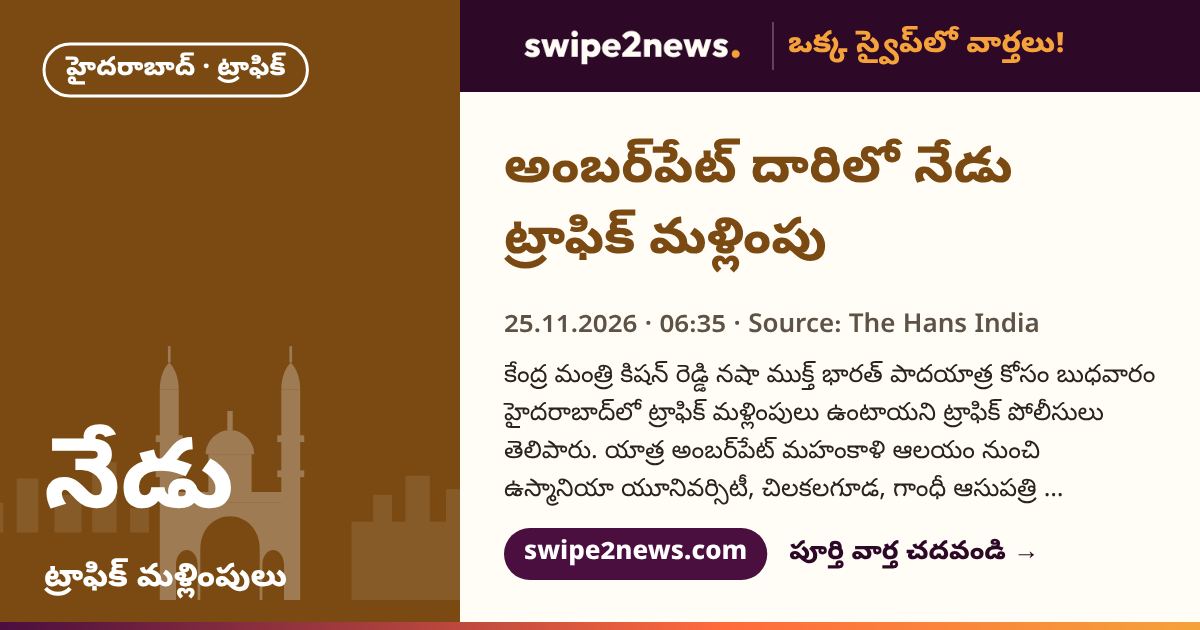 హైదరాబాద్ · ట్రాఫిక్
నేడు
ట్రాఫిక్ మళ్లింపులు
swipe2news.
ఒక్క స్వైప్‌లో వార్తలు!
అంబర్‌పేట్ దారిలో నేడు
ట్రాఫిక్ మళ్లింపు
25.11.2026 · 06:35 · Source: The Hans India
కేంద్ర మంత్రి కిషన్ రెడ్డి నషా ముక్త్ భారత్ పాదయాత్ర కోసం బుధవారం
హైదరాబాద్‌లో ట్రాఫిక్ మళ్లింపులు ఉంటాయని ట్రాఫిక్ పోలీసులు
తెలిపారు. యాత్ర అంబర్‌పేట్ మహంకాళి ఆలయం నుంచి
ఉస్మానియా యూనివర్సిటీ, చిలకలగూడ, గాంధీ ఆసుపత్రి ...
swipe2news.com
పూర్తి వార్త చదవండి →